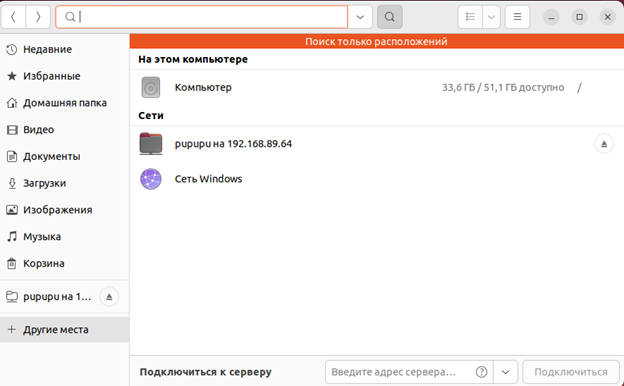 Поиск только расположений
Недавние
Избранные
Домашняя папка
Видео
Документы
Загрузки
Изображения
Музыка
Корзина
pupupu на 1...
Другие места
На этом компьютере
Компьютер 33,6 ГБ / 51,1 ГБ доступно /
Сети
pupupu на 192.168.89.64
Сеть Windows
Подключиться к серверу Введите адрес сервера... Подключиться